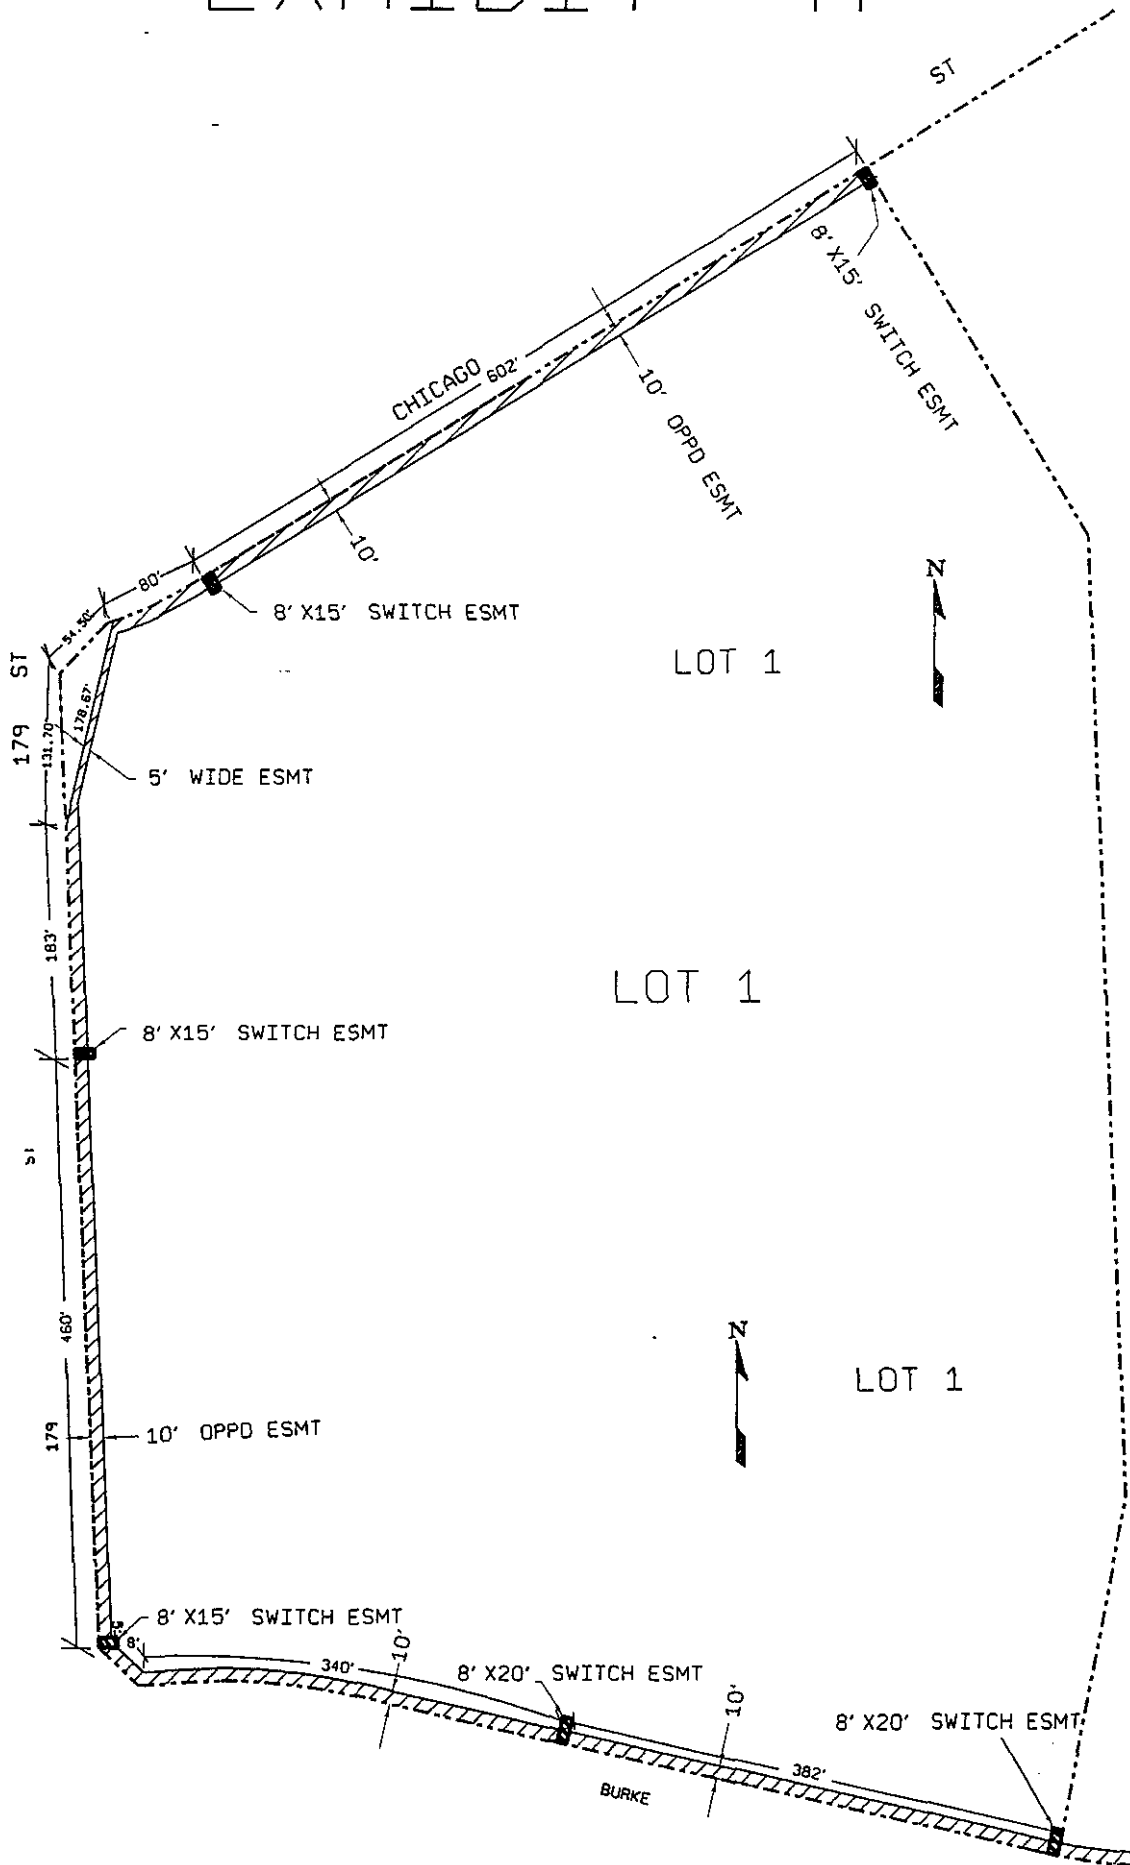 ST
8' X15' SWITCH ESMT
CHICAGO
602'
10' OPPD ESMT
10'
80'
8' X15' SWITCH ESMT
54.50'
N
LOT 1
179 ST
131.70'
178.67'
5' WIDE ESMT
183'
LOT 1
8' X15' SWITCH ESMT
ST
460'
N
LOT 1
179
10' OPPD ESMT
8' X15' SWITCH ESMT
8'
340'
10'
8' X20' SWITCH ESMT
10'
8' X20' SWITCH ESMT
382'
BURKE